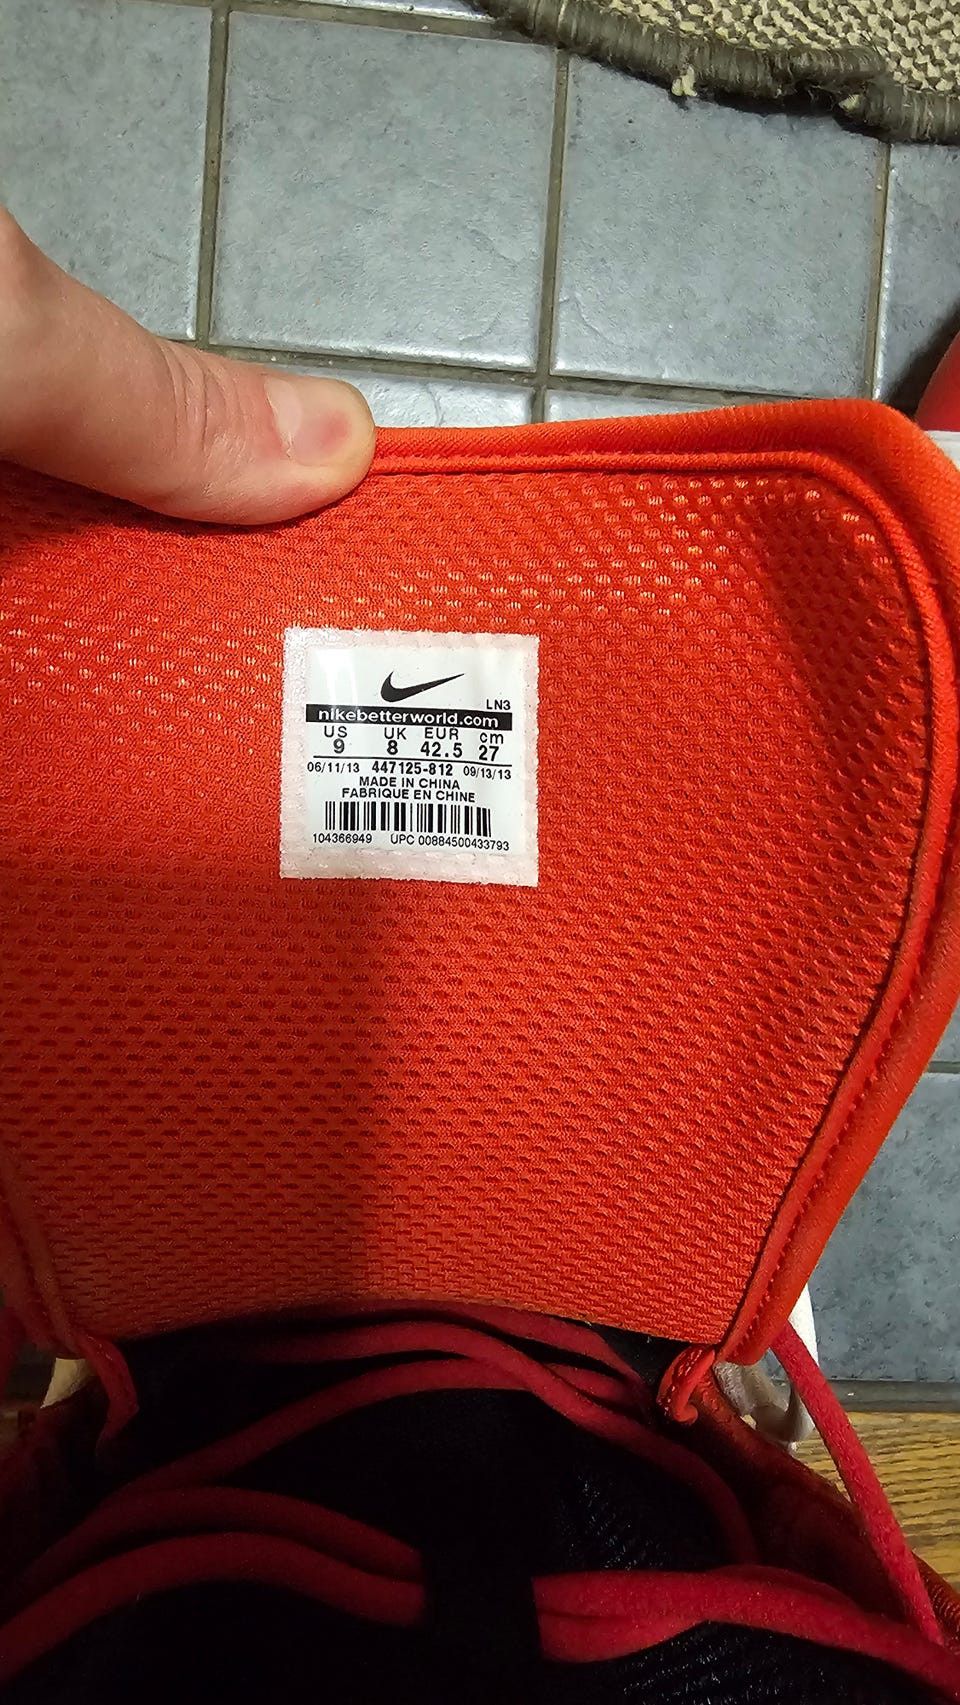 LN3
nikebetterworld.com
US UK EUR cm
9 8 42.5 27
06/11/13 447125-812 09/13/13
MADE IN CHINA
FABRIQUE EN CHINE
104366949 UPC 00884500433793